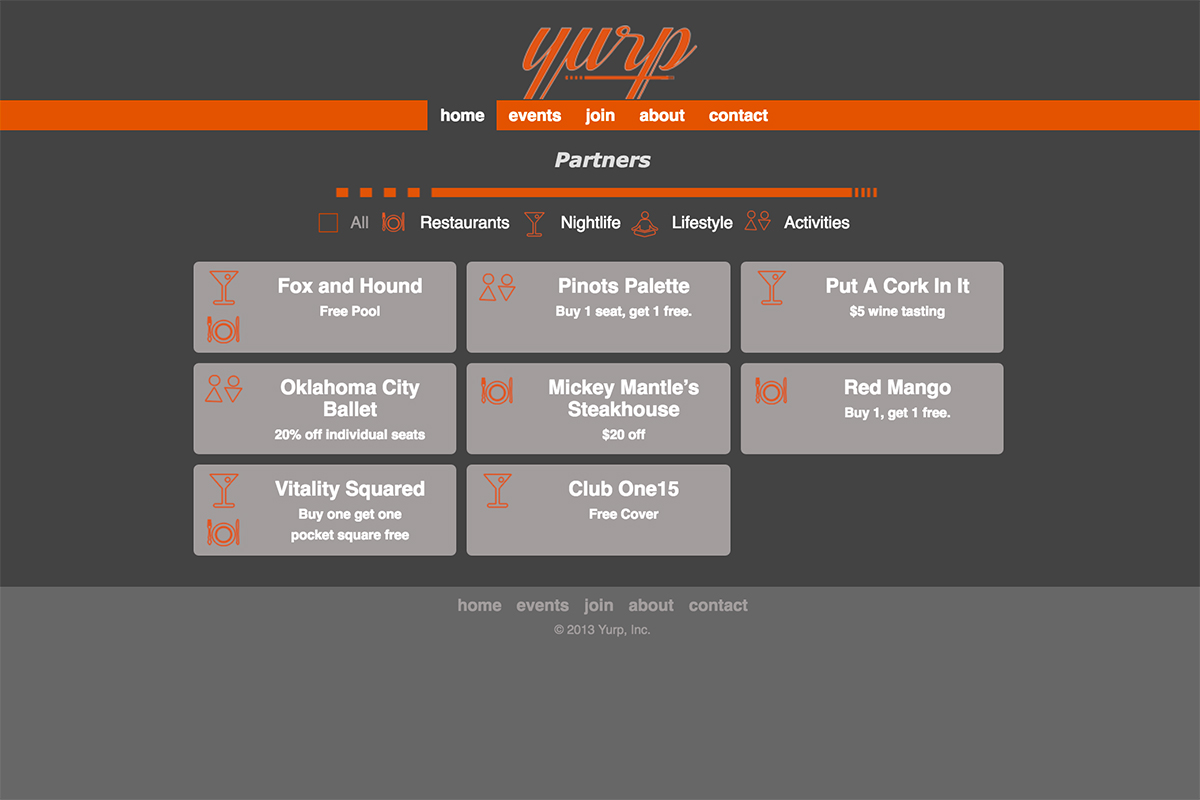 yurp
home events join about contact
Partners
All Restaurants Nightlife Lifestyle Activities
Fox and Hound
Free Pool
Pinots Palette
Buy 1 seat, get 1 free.
Put A Cork In It
$5 wine tasting
Oklahoma City
Ballet
20% off individual seats
Mickey Mantle’s
Steakhouse
$20 off
Red Mango
Buy 1, get 1 free.
Vitality Squared
Buy one get one
pocket square free
Club One15
Free Cover
home events join about contact
© 2013 Yurp, Inc.